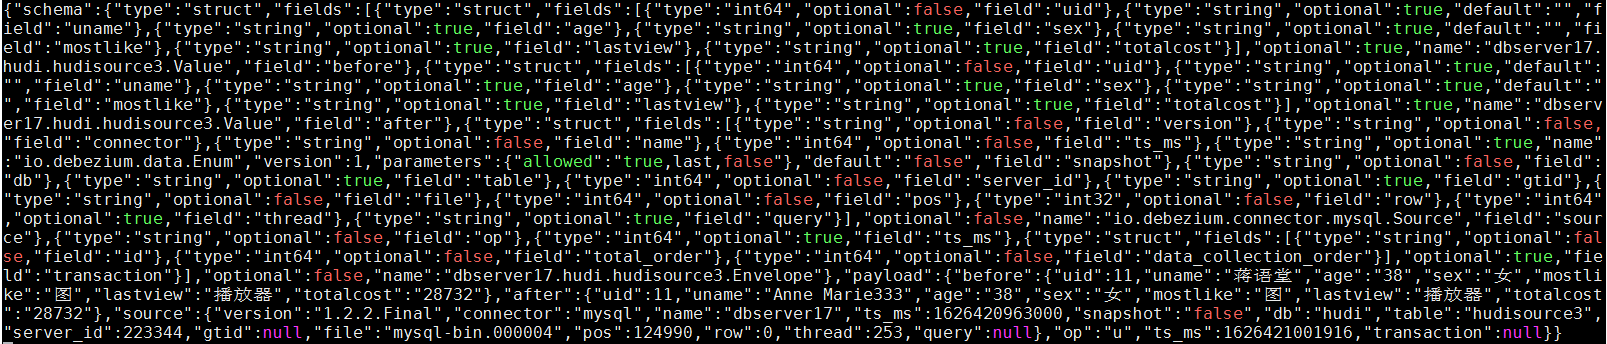 {"schema":{"type":"struct","fields":[{"type":"struct","fields":[{"type":"int64","optional":false,"field":"uid"},{"type":"string","optional":true,"default":"","f
ield":"uname"},{"type":"string","optional":true,"field":"age"},{"type":"string","optional":true,"field":"sex"},{"type":"string","optional":true,"default":"","fi
eld":"mostlike"},{"type":"string","optional":true,"field":"lastview"},{"type":"string","optional":true,"field":"totalcost"}],"optional":true,"name":"dbserver17.
hudi.hudisource3.Value","field":"before"},{"type":"struct","fields":[{"type":"int64","optional":false,"field":"uid"},{"type":"string","optional":true,"default":
"","field":"uname"},{"type":"string","optional":true,"field":"age"},{"type":"string","optional":true,"field":"sex"},{"type":"string","optional":true,"default":"
","field":"mostlike"},{"type":"string","optional":true,"field":"lastview"},{"type":"string","optional":true,"field":"totalcost"}],"optional":true,"name":"dbserv
er17.hudi.hudisource3.Value","field":"after"},{"type":"struct","fields":[{"type":"string","optional":false,"field":"version"},{"type":"string","optional":false,
"field":"connector"},{"type":"string","optional":false,"field":"name"},{"type":"int64","optional":false,"field":"ts_ms"},{"type":"string","optional":true,"name"
:"io.debezium.data.Enum","version":1,"parameters":{"allowed":"true,last,false"},"default":"false","field":"snapshot"},{"type":"string","optional":false,"field":
"db"},{"type":"string","optional":true,"field":"table"},{"type":"int64","optional":false,"field":"server_id"},{"type":"string","optional":true,"field":"gtid"},{
"type":"string","optional":false,"field":"file"},{"type":"int64","optional":false,"field":"pos"},{"type":"int32","optional":false,"field":"row"},{"type":"int64"
,"optional":true,"field":"thread"},{"type":"string","optional":true,"field":"query"}],"optional":false,"name":"io.debezium.connector.mysql.Source","field":"sour
ce"},{"type":"string","optional":false,"field":"op"},{"type":"int64","optional":true,"field":"ts_ms"},{"type":"struct","fields":[{"type":"string","optional":fal
se,"field":"id"},{"type":"int64","optional":false,"field":"total_order"},{"type":"int64","optional":false,"field":"data_collection_order"}],"optional":true,"fie
ld":"transaction"}],"optional":false,"name":"dbserver17.hudi.hudisource3.Envelope"},"payload":{"before":{"uid":11,"uname":"蒋语堂","age":"38","sex":"女","mostli
ke":"图","lastview":"播放器","totalcost":"28732"},"after":{"uid":11,"uname":"Anne Marie333","age":"38","sex":"女","mostlike":"图","lastview":"播放器","totalcost
":"28732"},"source":{"version":"1.2.2.Final","connector":"mysql","name":"dbserver17","ts_ms":1626420963000,"snapshot":"false","db":"hudi","table":"hudisource3",
"server_id":223344,"gtid":null,"file":"mysql-bin.000004","pos":124990,"row":0,"thread":253,"query":null},"op":"u","ts_ms":1626421001916,"transaction":null}}